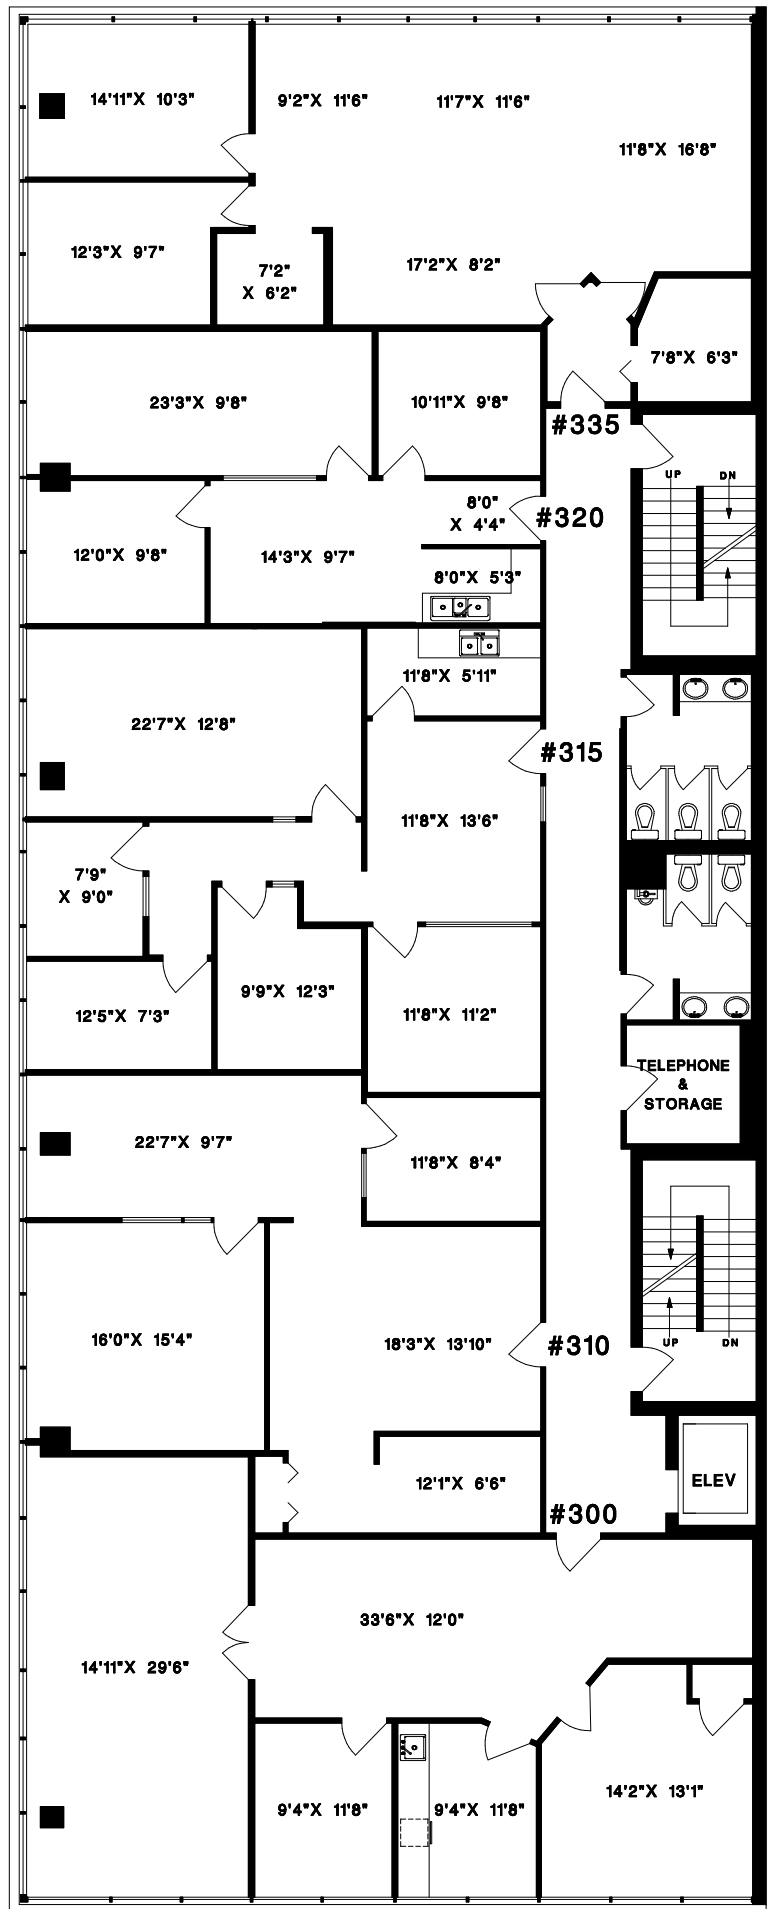 14'11"X 10'3"
9'2"X 11'6"
11'7"X 11'6"
11'8"X 16'8"
12'3"X 9'7"
7'2"
X 6'2"
17'2"X 8'2"
7'8"X 6'3"
23'3"X 9'8"
10'11"X 9'8"
#335
UP
DN
8'0"
X 4'4"
#320
12'0"X 9'8"
14'3"X 9'7"
8'0"X 5'3"
11'8"X 5'11"
22'7"X 12'8"
#315
11'8"X 13'6"
7'9"
X 9'0"
9'9"X 12'3"
12'5"X 7'3"
11'8"X 11'2"
TELEPHONE
&
STORAGE
22'7"X 9'7"
11'8"X 8'4"
16'0"X 15'4"
18'3"X 13'10"
#310
UP
DN
12'1"X 6'6"
ELEV
#300
33'6"X 12'0"
14'11"X 29'6"
14'2"X 13'1"
9'4"X 11'8"
9'4"X 11'8"